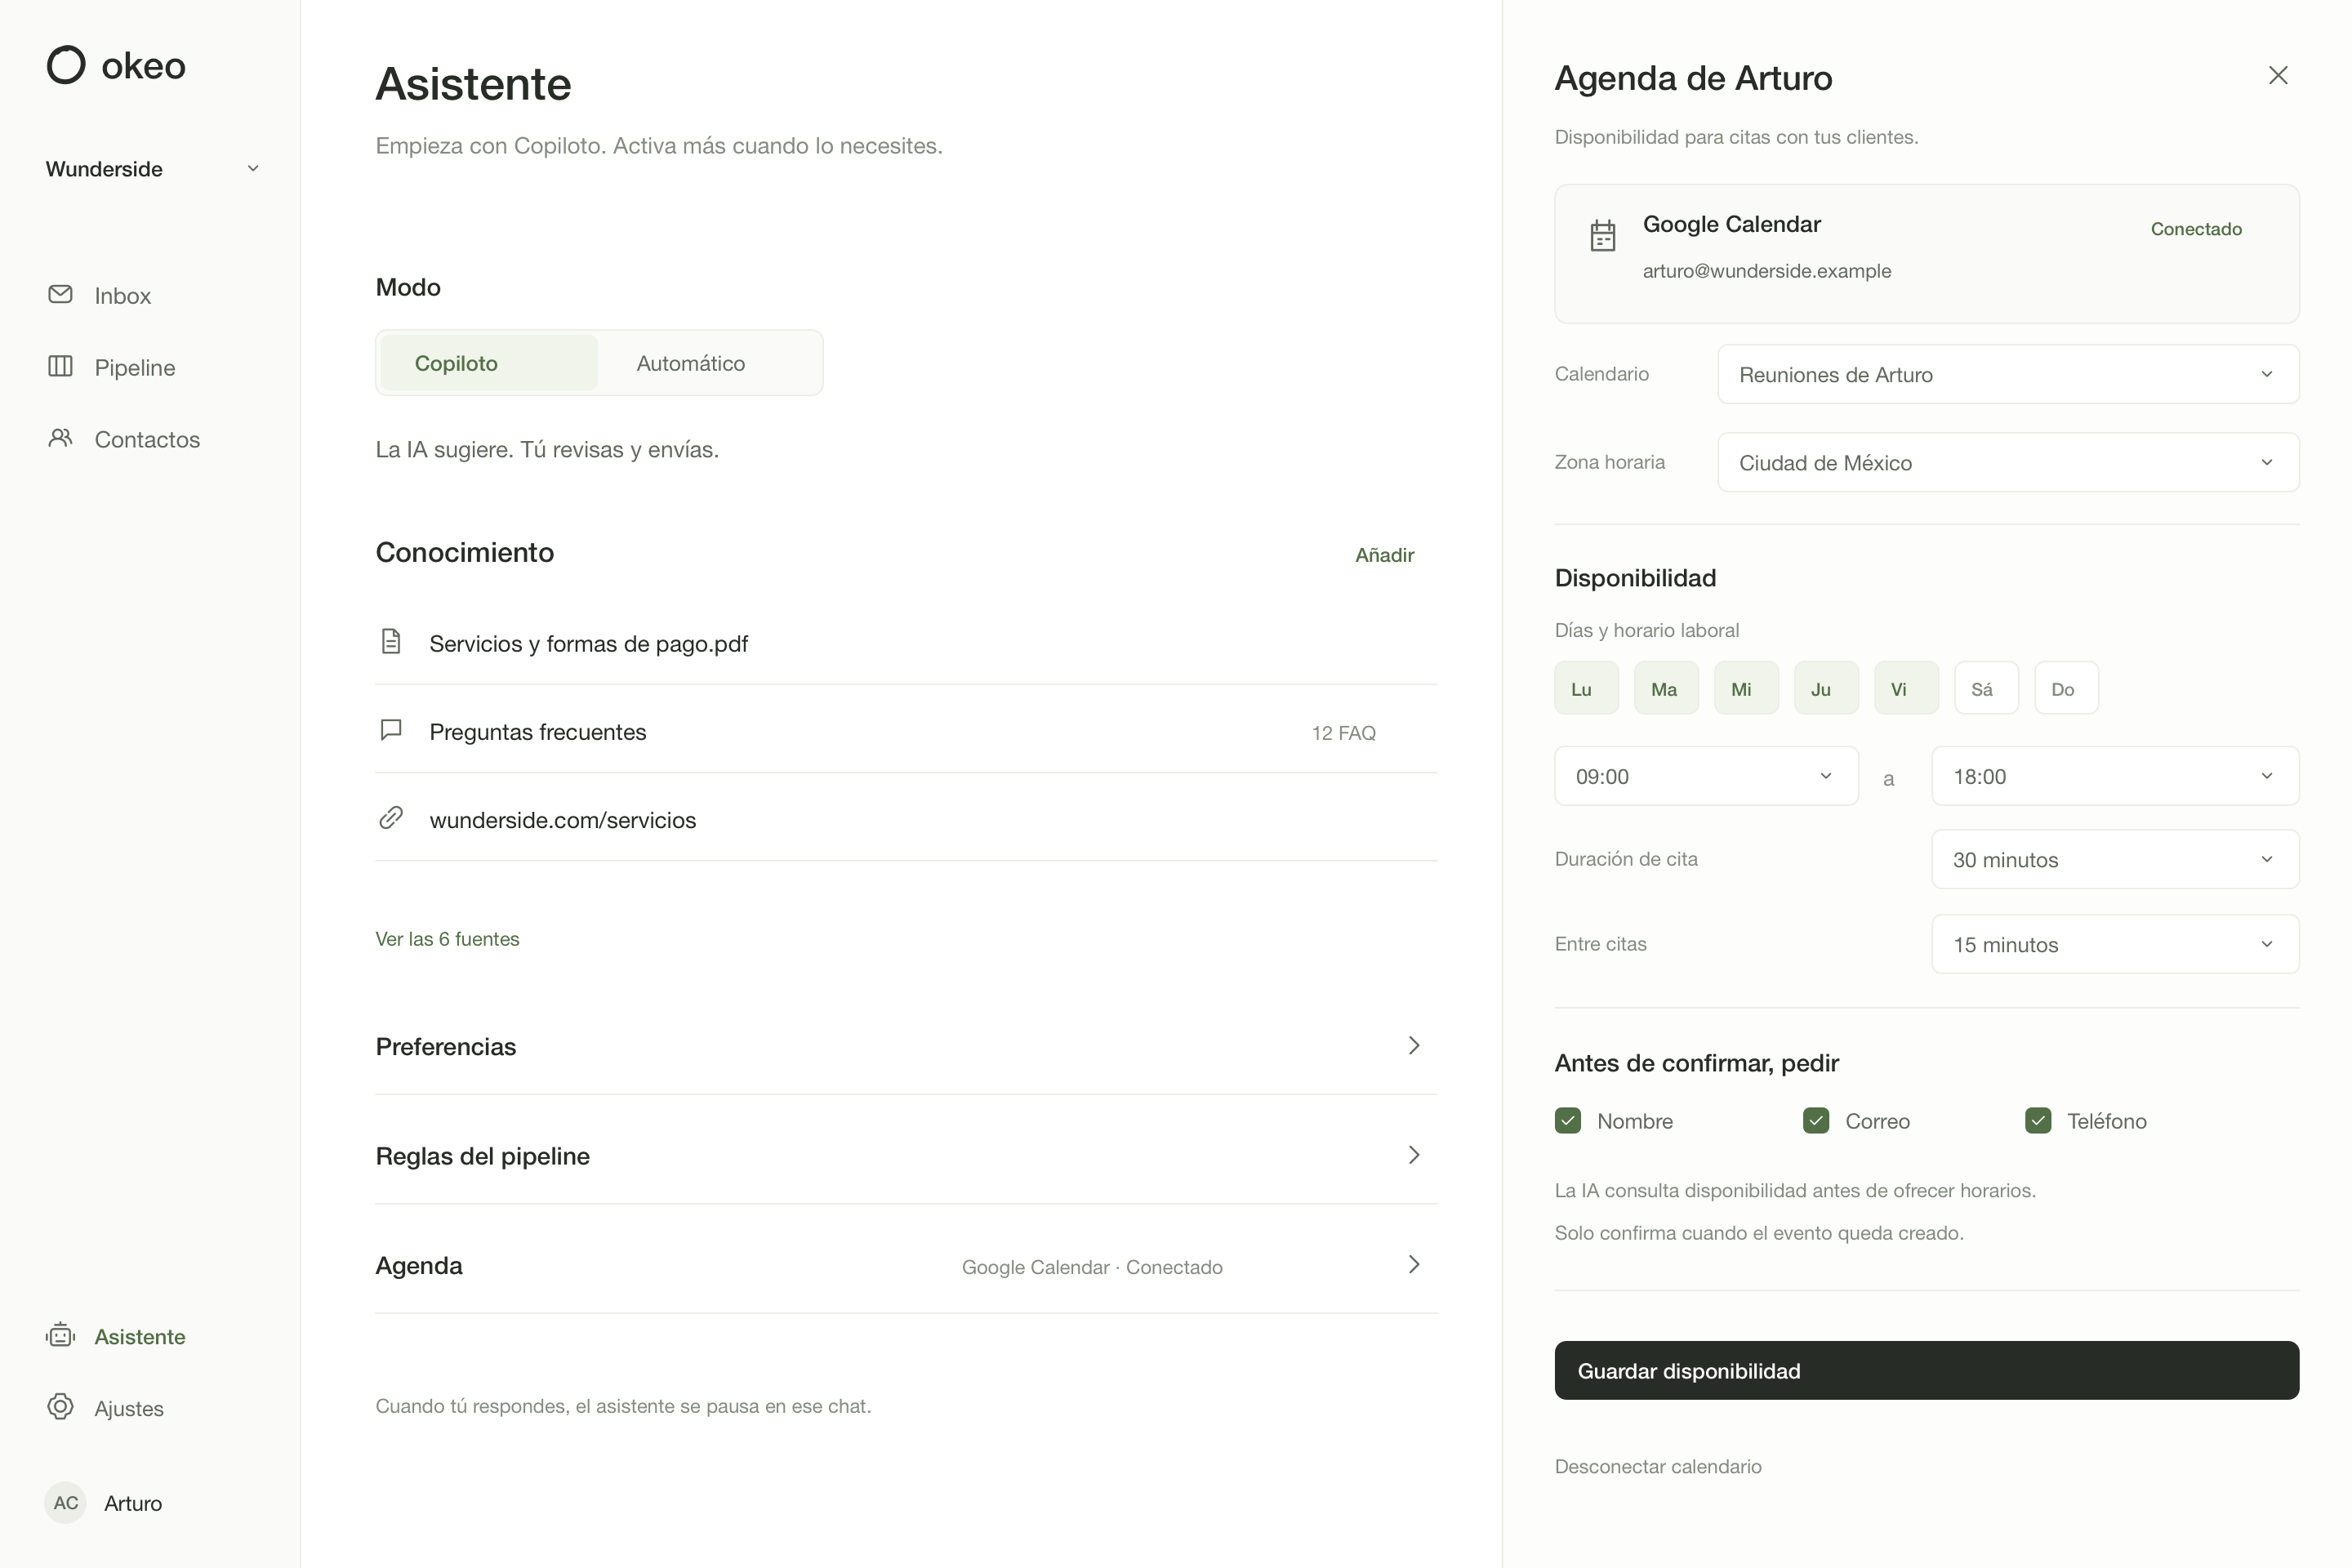 okeo
Wunderside
Inbox
Pipeline
Contactos
Asistente
Ajustes
AC Arturo
Asistente
Empieza con Copiloto. Activa más cuando lo necesites.
Modo
Copiloto Automático
La IA sugiere. Tú revisas y envías.
Conocimiento Añadir
Servicios y formas de pago.pdf
Preguntas frecuentes 12 FAQ
wunderside.com/servicios
Ver las 6 fuentes
Preferencias
Reglas del pipeline
Agenda Google Calendar · Conectado
Cuando tú respondes, el asistente se pausa en ese chat.
Agenda de Arturo
Disponibilidad para citas con tus clientes.
Google Calendar Conectado
arturo@wunderside.example
Calendario Reuniones de Arturo
Zona horaria Ciudad de México
Disponibilidad
Días y horario laboral
Lu Ma Mi Ju Vi Sá Do
09:00 a 18:00
Duración de cita 30 minutos
Entre citas 15 minutos
Antes de confirmar, pedir
Nombre Correo Teléfono
La IA consulta disponibilidad antes de ofrecer horarios.
Solo confirma cuando el evento queda creado.
Guardar disponibilidad
Desconectar calendario